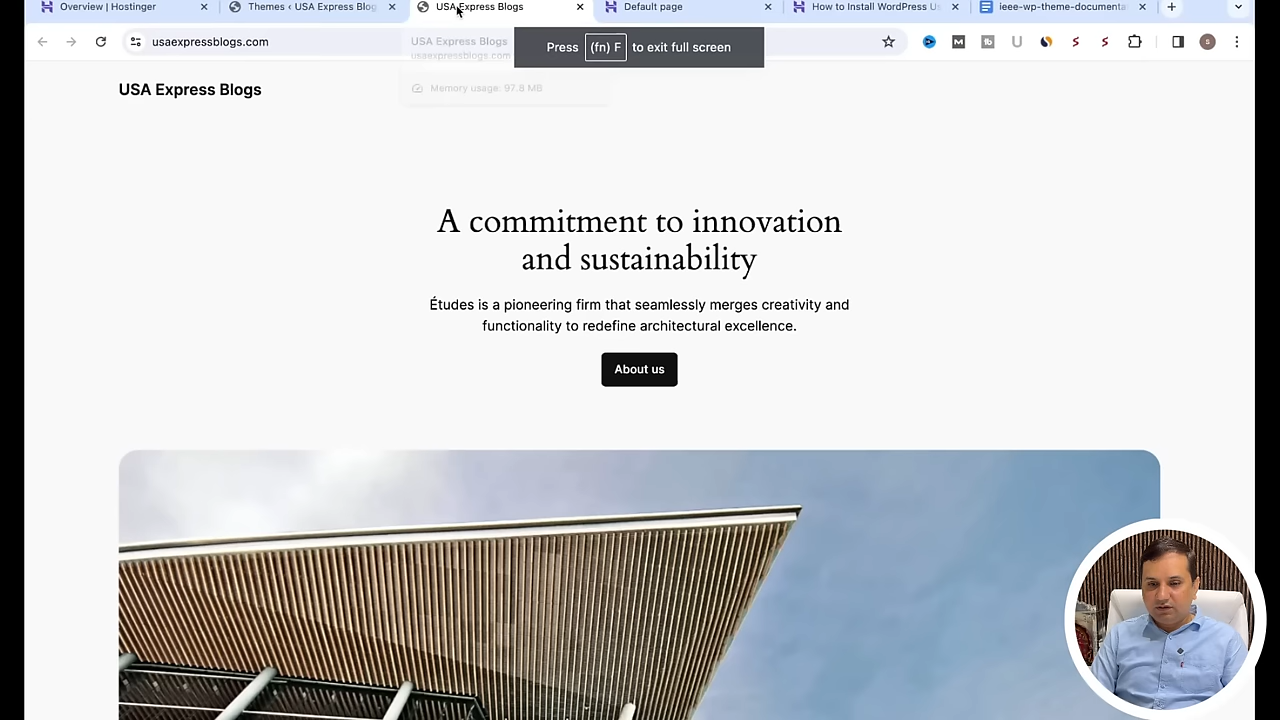 Overview | Hostinger
Themes ‹ USA Express Blog
USA Express Blogs
Default page
How to Install WordPress Us
ieee-wp-theme-documenta
usaexpressblogs.com
USA Express Blogs
usaexpressblogs.com
Memory usage: 97.8 MB
Press (fn) F to exit full screen
USA Express Blogs
A commitment to innovation
and sustainability
Études is a pioneering firm that seamlessly merges creativity and
functionality to redefine architectural excellence.
About us